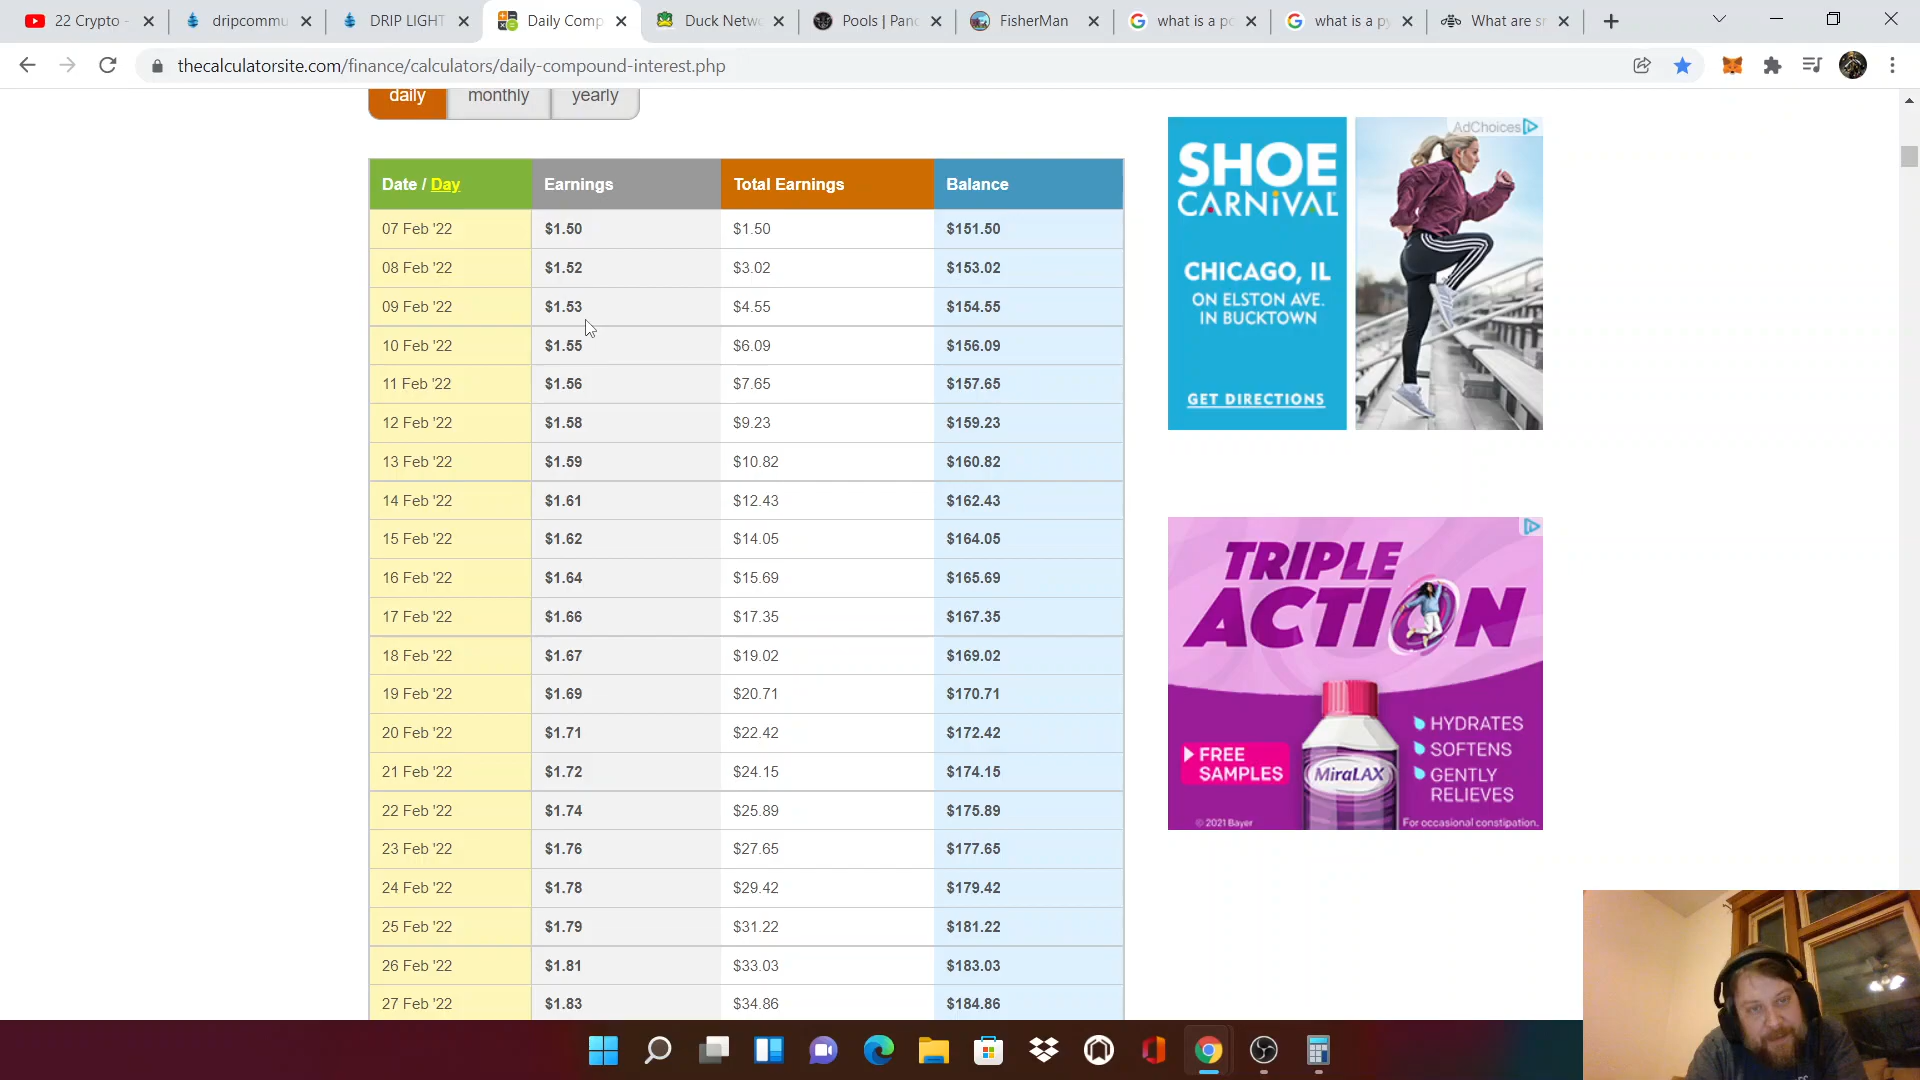 22 Crypto -
dripcommu
DRIP LIGHT
Daily Comp
Duck Netw
Pools | Panc
FisherMan
what is a po
what is a py
What are sr
thecalculatorsite.com/finance/calculators/daily-compound-interest.php
daily monthly yearly
Date / Day Earnings Total Earnings Balance
07 Feb '22 $1.50 $1.50 $151.50
08 Feb '22 $1.52 $3.02 $153.02
09 Feb '22 $1.53 $4.55 $154.55
10 Feb '22 $1.55 $6.09 $156.09
11 Feb '22 $1.56 $7.65 $157.65
12 Feb '22 $1.58 $9.23 $159.23
13 Feb '22 $1.59 $10.82 $160.82
14 Feb '22 $1.61 $12.43 $162.43
15 Feb '22 $1.62 $14.05 $164.05
16 Feb '22 $1.64 $15.69 $165.69
17 Feb '22 $1.66 $17.35 $167.35
18 Feb '22 $1.67 $19.02 $169.02
19 Feb '22 $1.69 $20.71 $170.71
20 Feb '22 $1.71 $22.42 $172.42
21 Feb '22 $1.72 $24.15 $174.15
22 Feb '22 $1.74 $25.89 $175.89
23 Feb '22 $1.76 $27.65 $177.65
24 Feb '22 $1.78 $29.42 $179.42
25 Feb '22 $1.79 $31.22 $181.22
26 Feb '22 $1.81 $33.03 $183.03
27 Feb '22 $1.83 $34.86 $184.86
AdChoices
SHOE
CARNiVAL
CHICAGO, IL
ON ELSTON AVE.
IN BUCKTOWN
GET DIRECTIONS
TRIPLE
ACTION
FREE
SAMPLES
MiraLAX
HYDRATES
SOFTENS
GENTLY
RELIEVES
© 2021 Bayer
For occasional constipation.